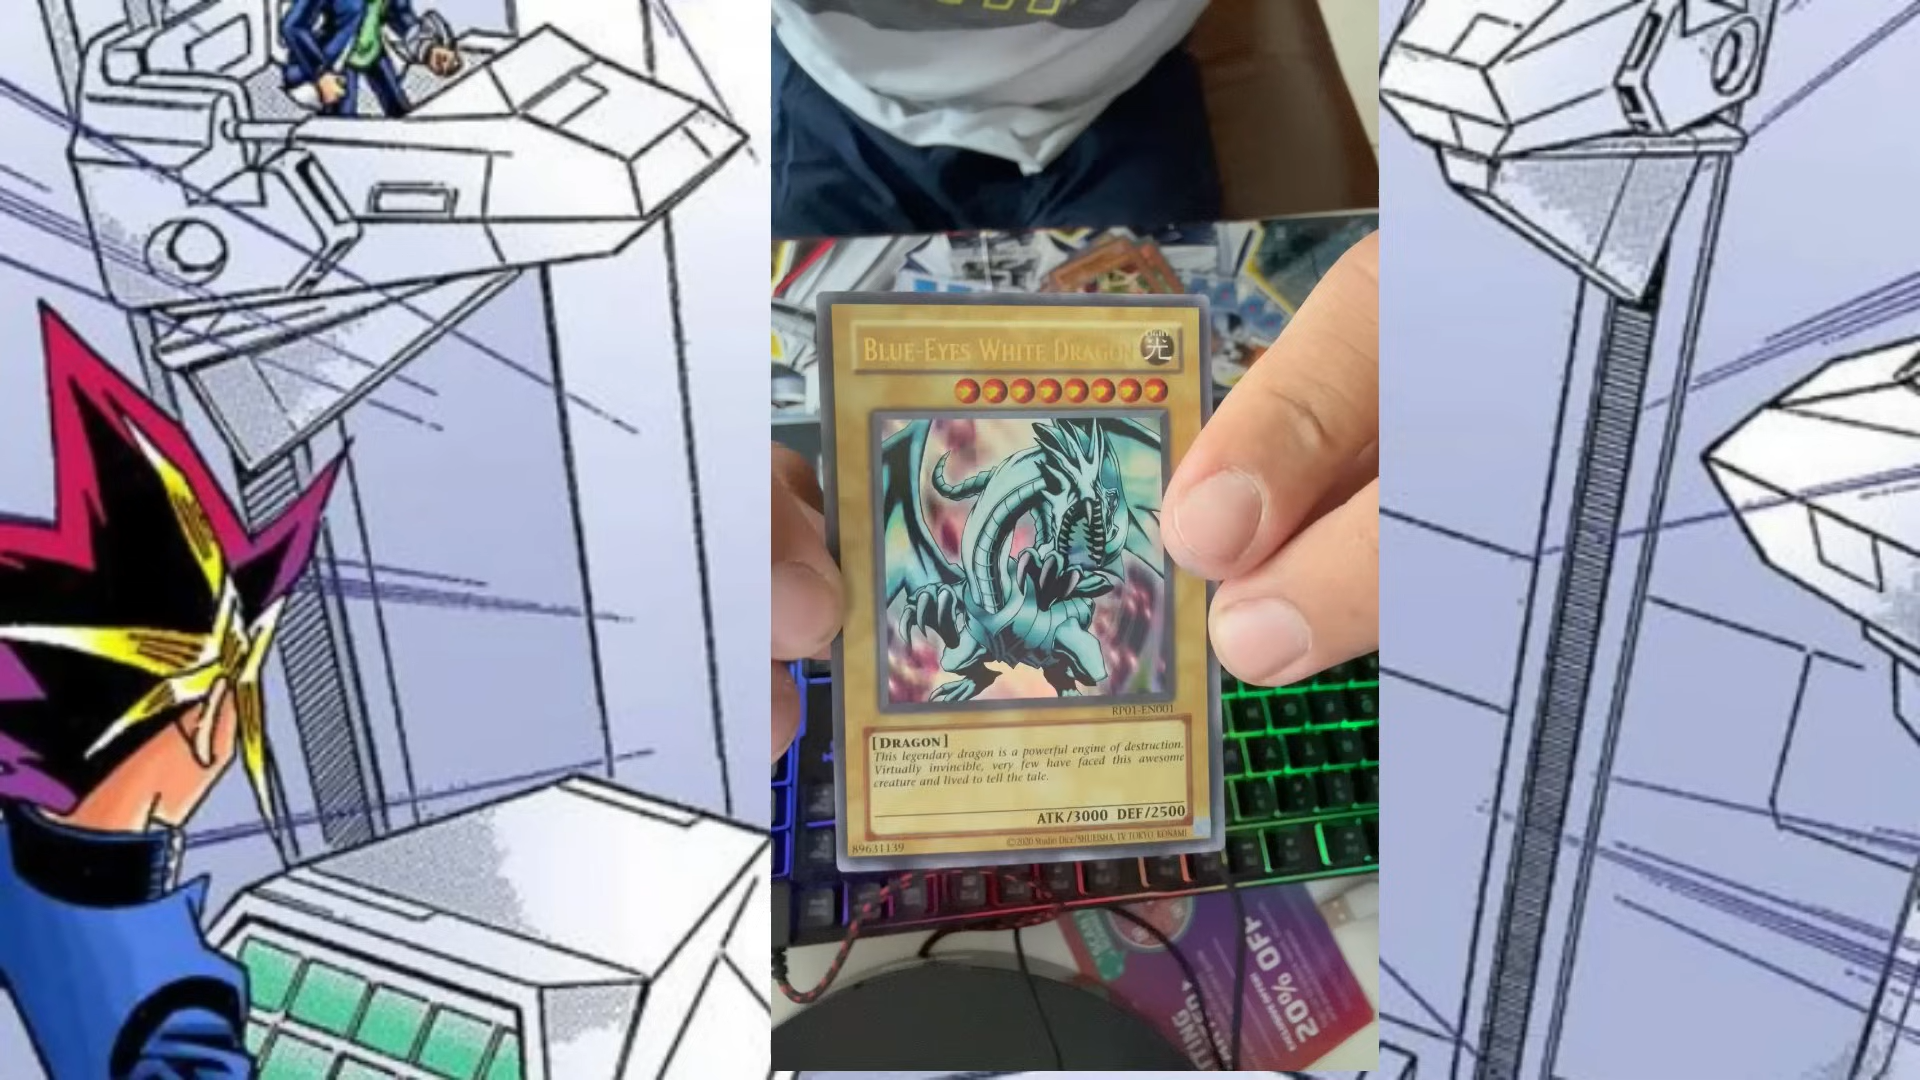 BLUE-EYES WHITE DRAGON
光
RP01-EN001
[DRAGON]
This legendary dragon is a powerful engine of destruction.
Virtually invincible, very few have faced this awesome
creature and lived to tell the tale.
ATK/3000 DEF/2500
89631139
©2020 Studio Dice/SHUEISHA, TV TOKYO, KONAMI
20% OFF